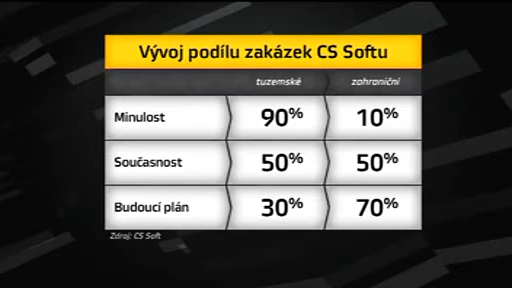 Vývoj podílu zakázek CS Softu
tuzemské zahraniční
Minulost 90% 10%
Současnost 50% 50%
Budoucí plán 30% 70%
Zdroj: CS Soft